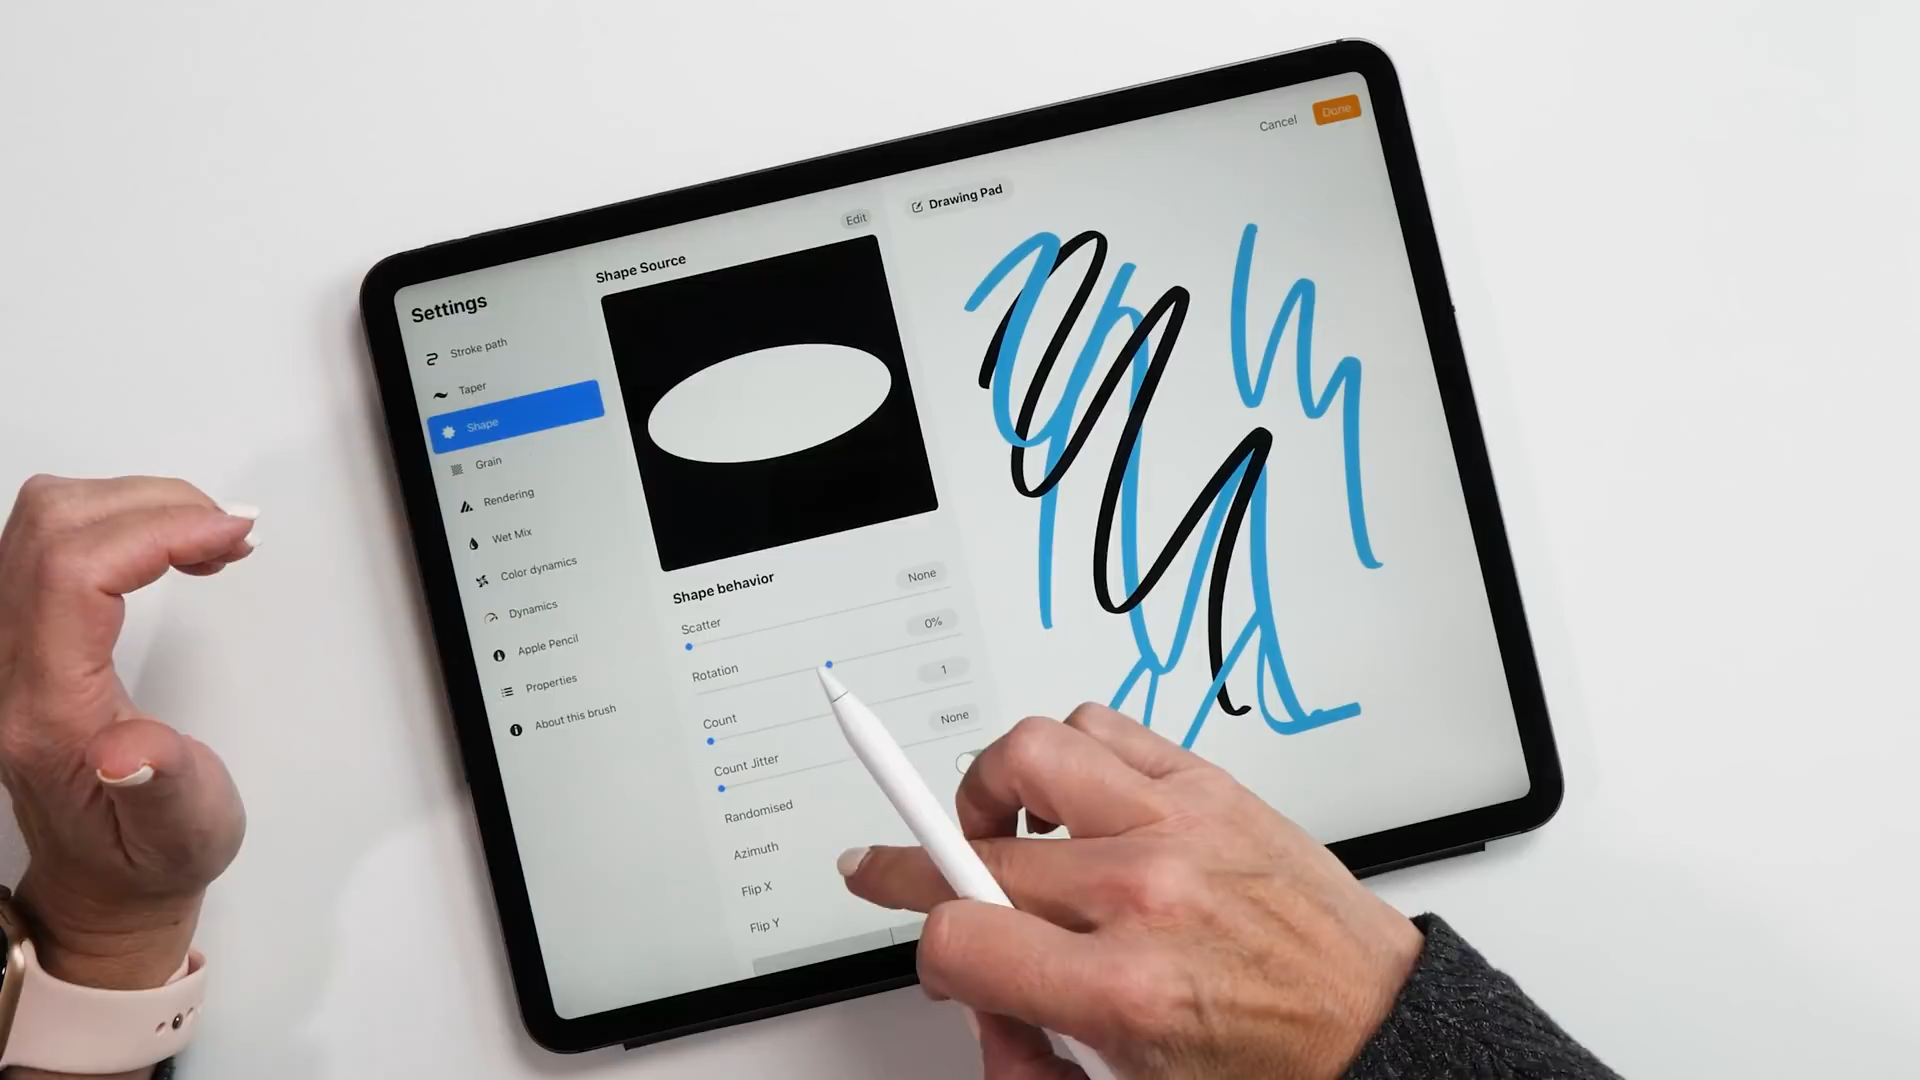 Cancel
Done
Drawing Pad
Settings
Stroke path
Taper
Shape
Grain
Rendering
Wet Mix
Color dynamics
Dynamics
Apple Pencil
Properties
About this brush
Edit
Shape Source
Shape behavior
Scatter
None
Rotation
0%
Count
1
Count Jitter
None
Randomised
Azimuth
Flip X
Flip Y